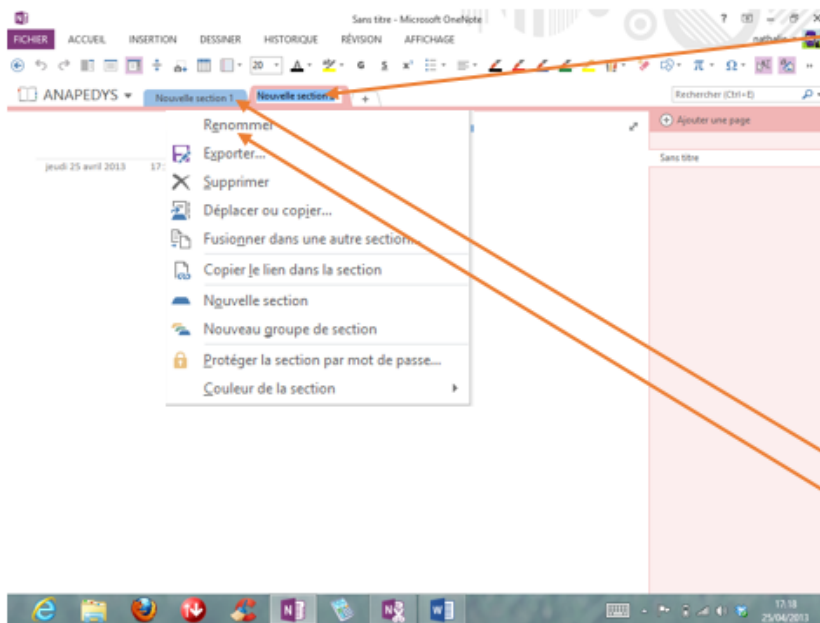 Sans titre - Microsoft OneNote
FICHIER ACCUEIL INSERTION DESSINER HISTORIQUE RÉVISION AFFICHAGE
20 A G S x²
ANAPEDYS Nouvelle section 1 Nouvelle section + Rechercher (Ctrl+E)
Renommer
Ajouter une page
Exporter...
Sans titre
jeudi 25 avril 2013
Supprimer
Déplacer ou copier...
Fusionner dans une autre section...
Copier le lien dans la section
Nouvelle section
Nouveau groupe de section
Protéger la section par mot de passe...
Couleur de la section
17:18
25/04/2013